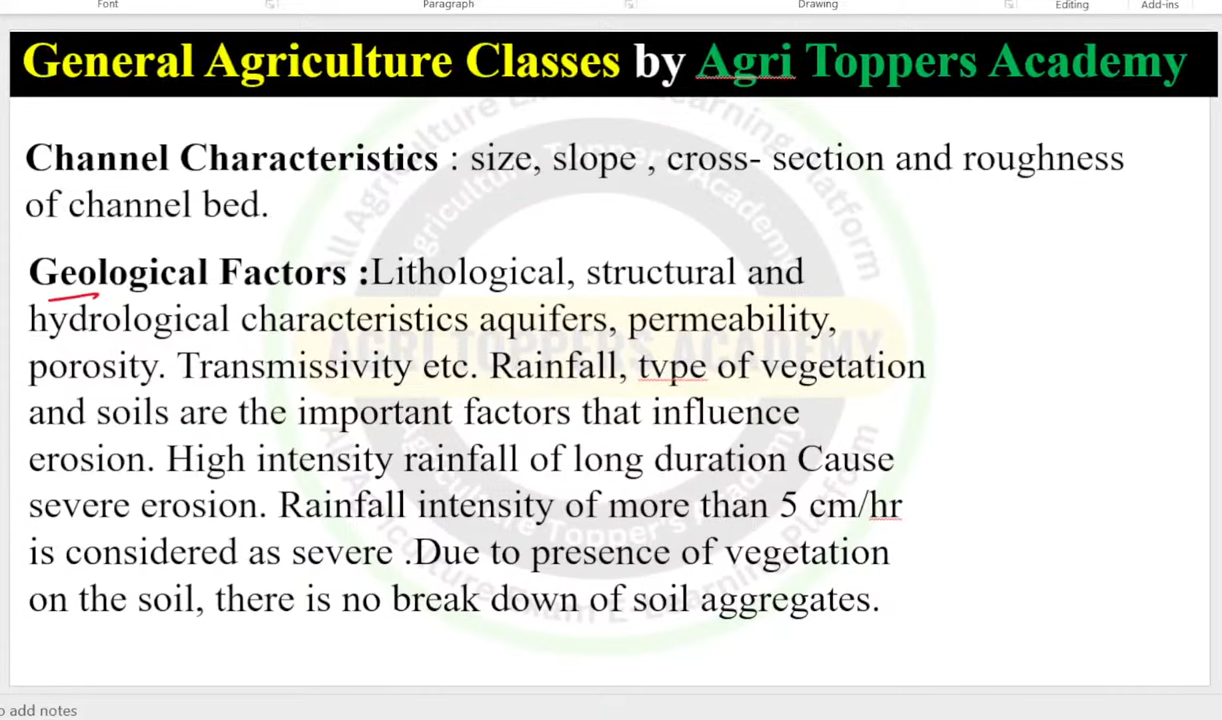 Font Paragraph Drawing Editing Add-ins
General Agriculture Classes by Agri Toppers Academy
Channel Characteristics : size, slope , cross- section and roughness
of channel bed.
Geological Factors :Lithological, structural and
hydrological characteristics aquifers, permeability,
porosity. Transmissivity etc. Rainfall, tvpe of vegetation
and soils are the important factors that influence
erosion. High intensity rainfall of long duration Cause
severe erosion. Rainfall intensity of more than 5 cm/hr
is considered as severe .Due to presence of vegetation
on the soil, there is no break down of soil aggregates.
AGRI TOPPERS ACADEMY
o add notes